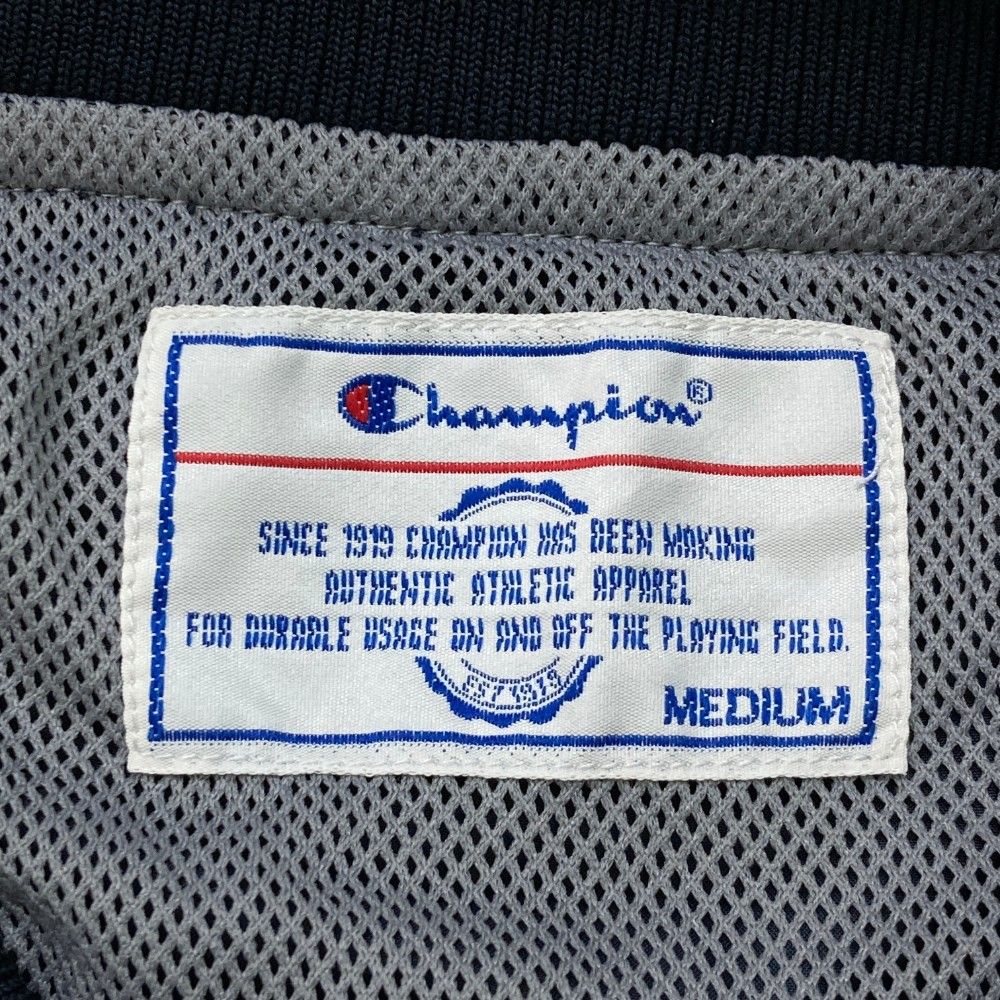 Champion®
SINCE 1919 CHAMPION HAS BEEN MAKING
AUTHENTIC ATHLETIC APPAREL
FOR DURABLE USAGE ON AND OFF THE PLAYING FIELD.
EST 1919
MEDIUM